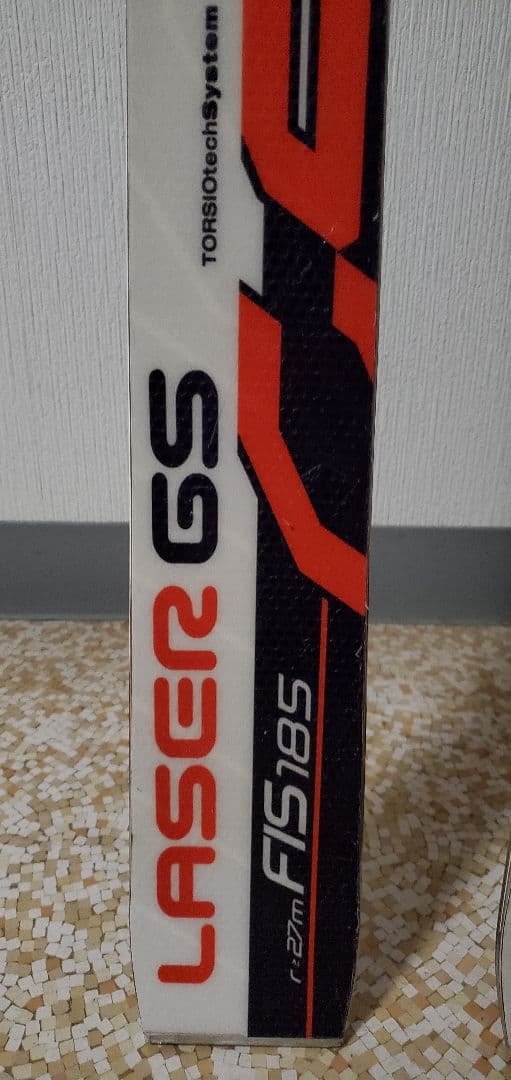 TORSIOtechSystem
LASER GS
r≥27m FIS185